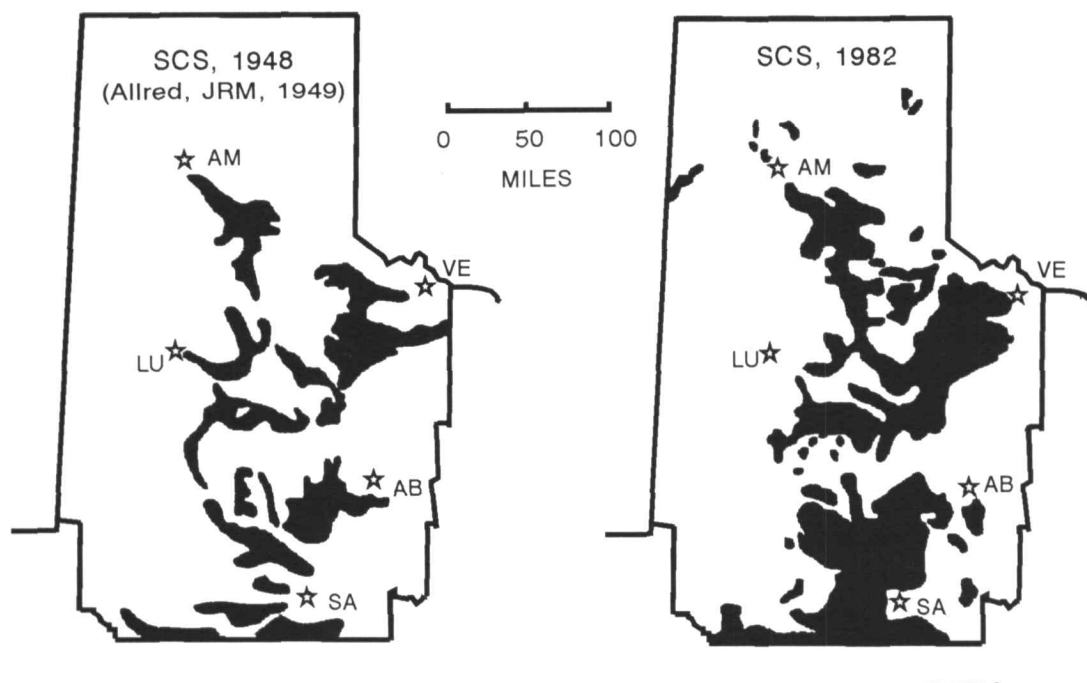 SCS, 1948
(Allred, JRM, 1949)
AM
VE
LU
AB
SA
0 50 100
MILES
SCS, 1982
AM
VE
LU
AB
SA